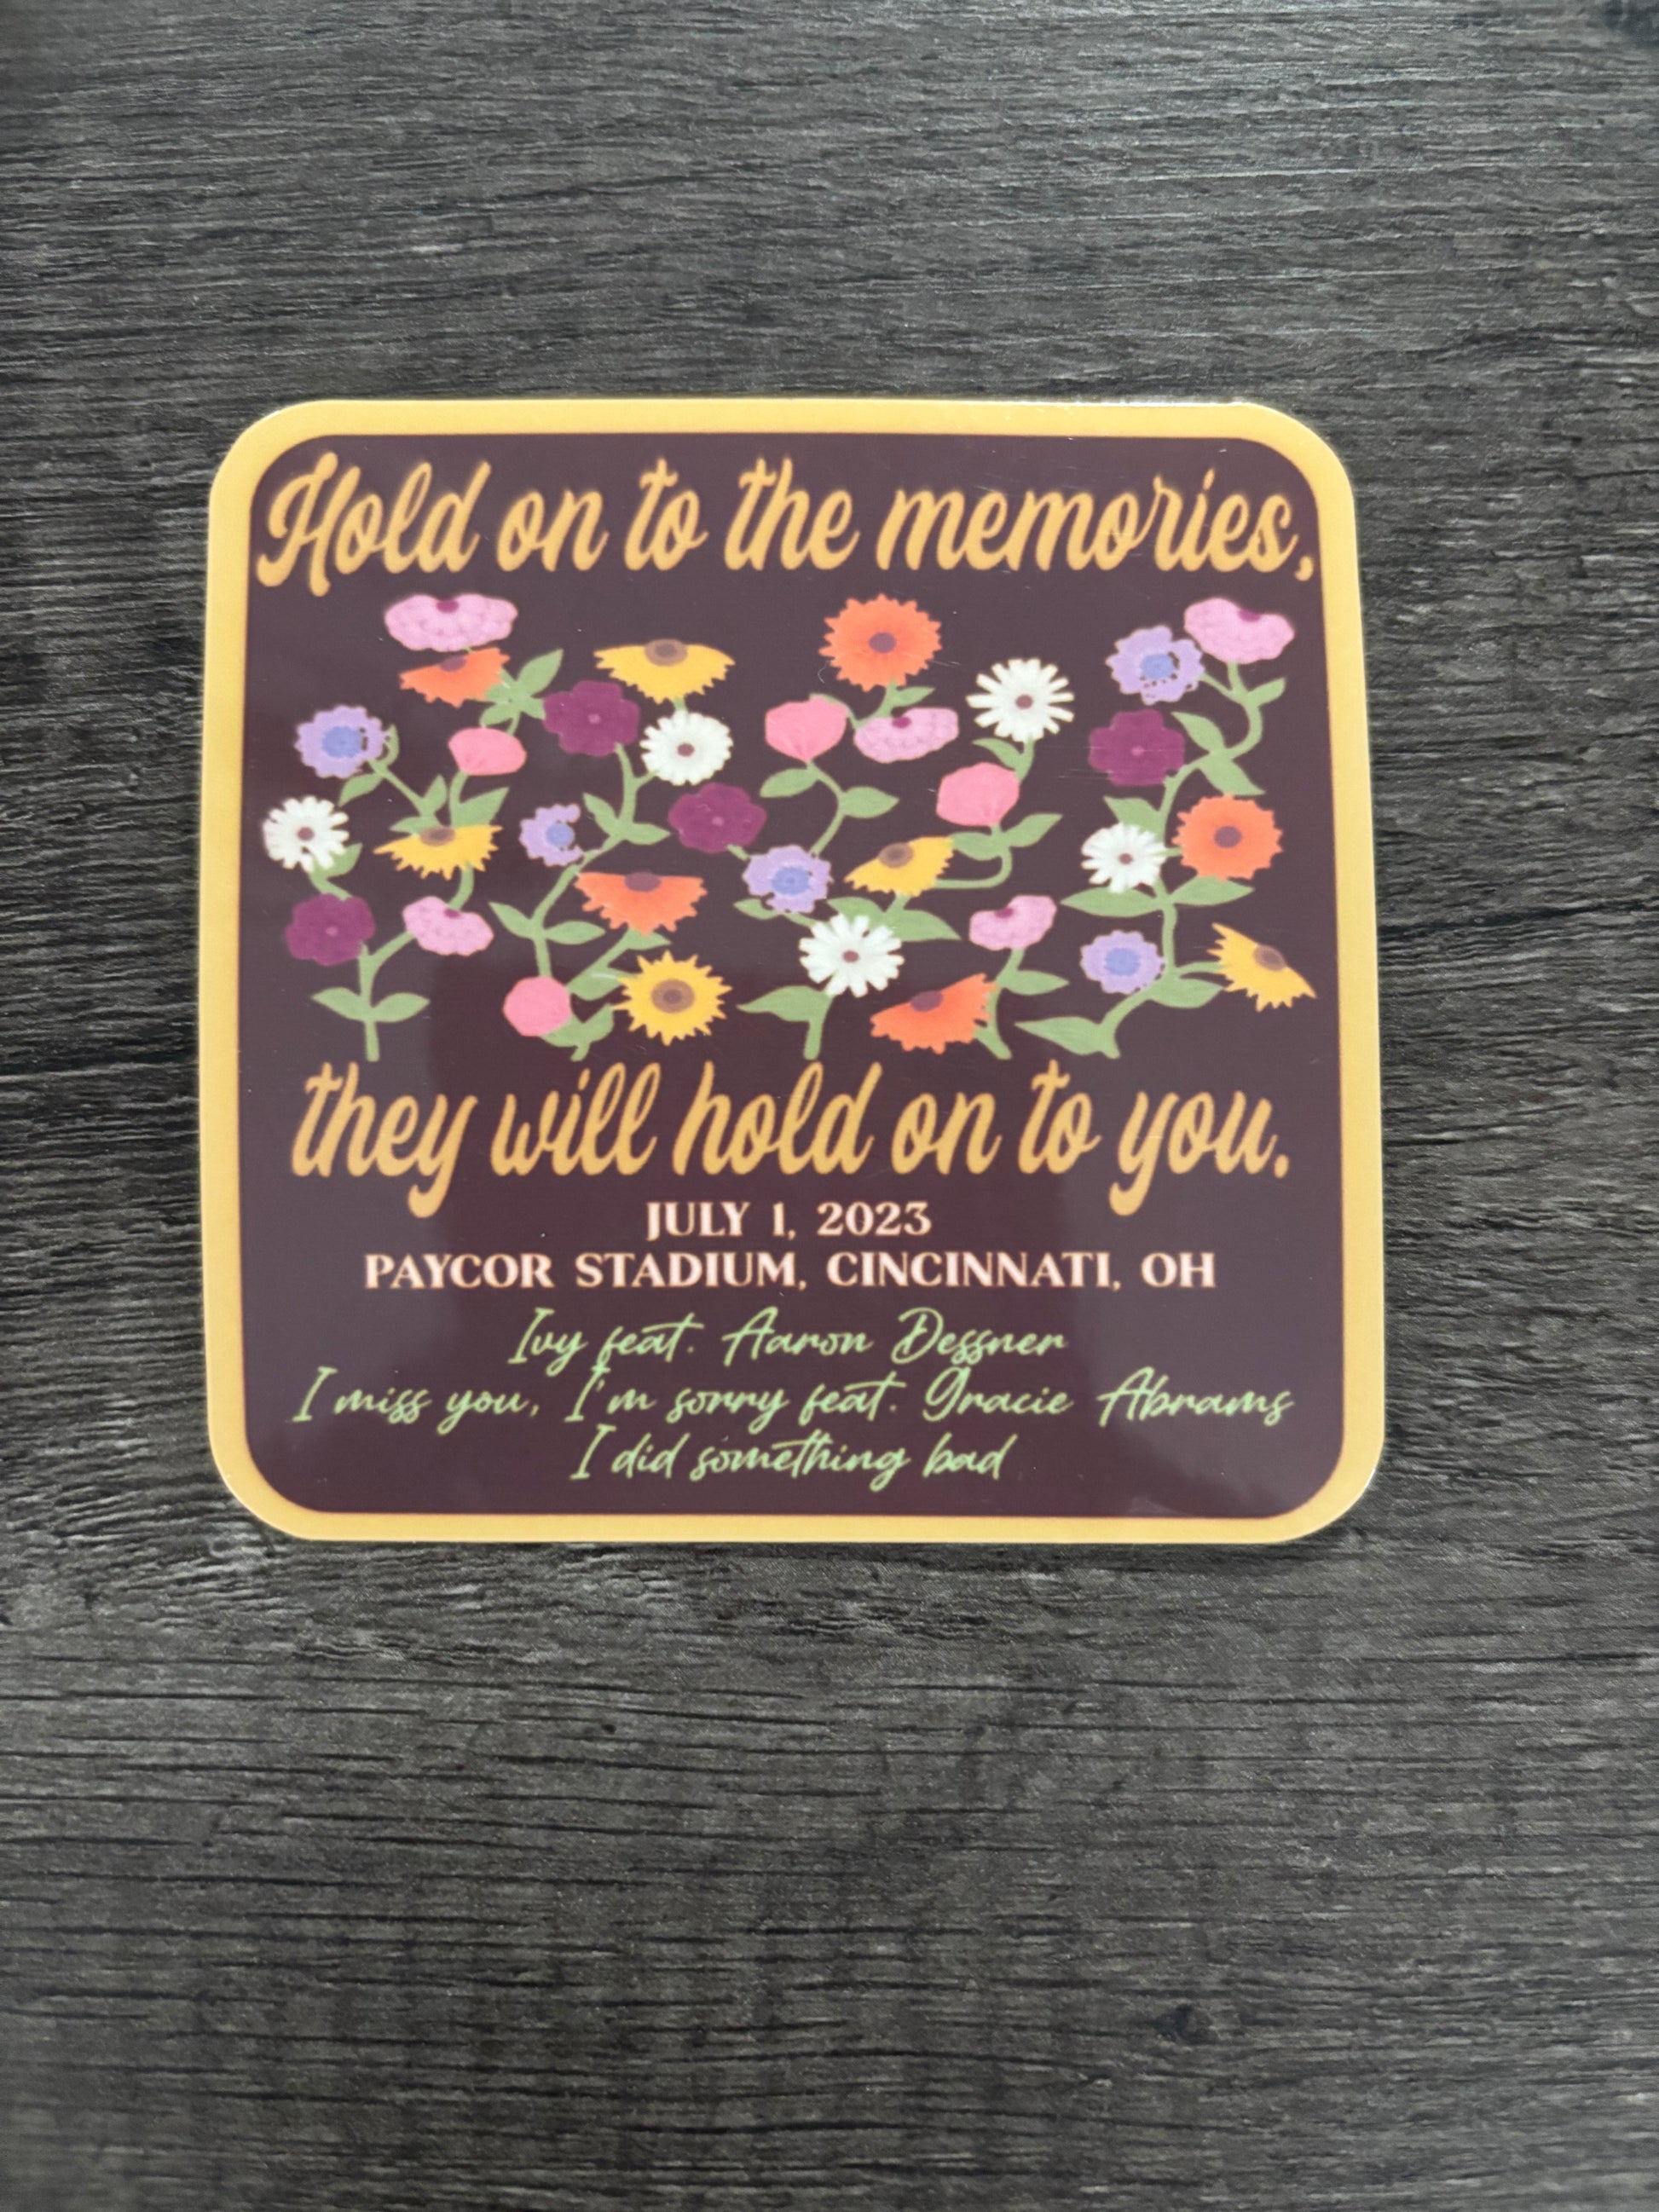 Hold on to the memories,
they will hold on to you.
JULY 1, 2023
PAYCOR STADIUM, CINCINNATI, OH
Ivy feat. Aaron Dessner
I miss you, I'm sorry feat. Gracie Abrams
I did something bad